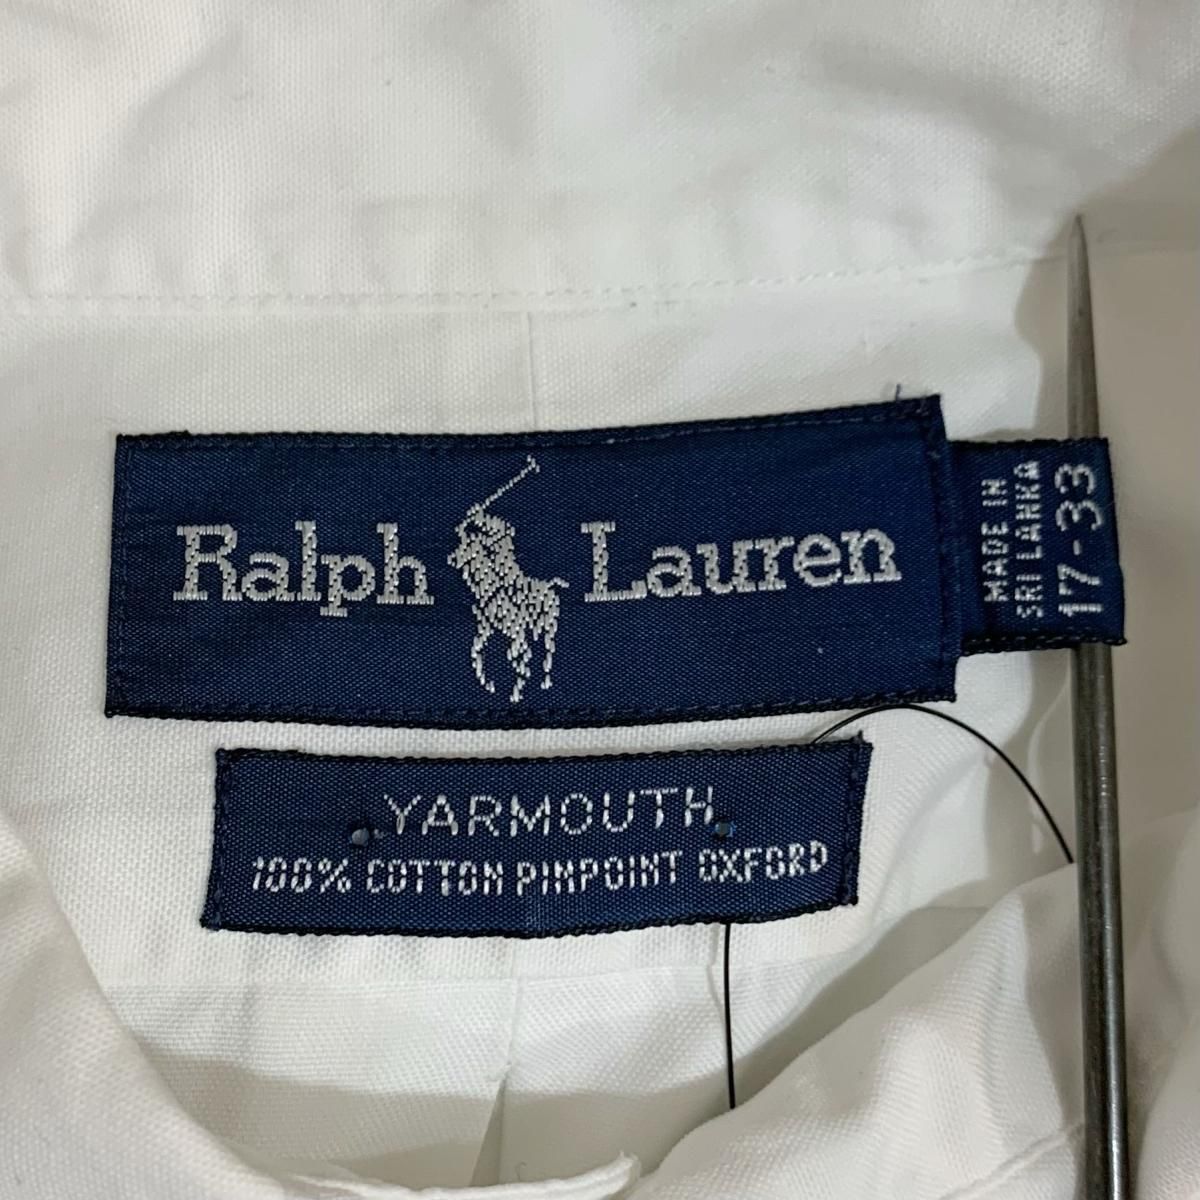 Ralph Lauren
MADE IN
SRI LANKA
17-33
YARMOUTH
100% COTTON PINPOINT OXFORD